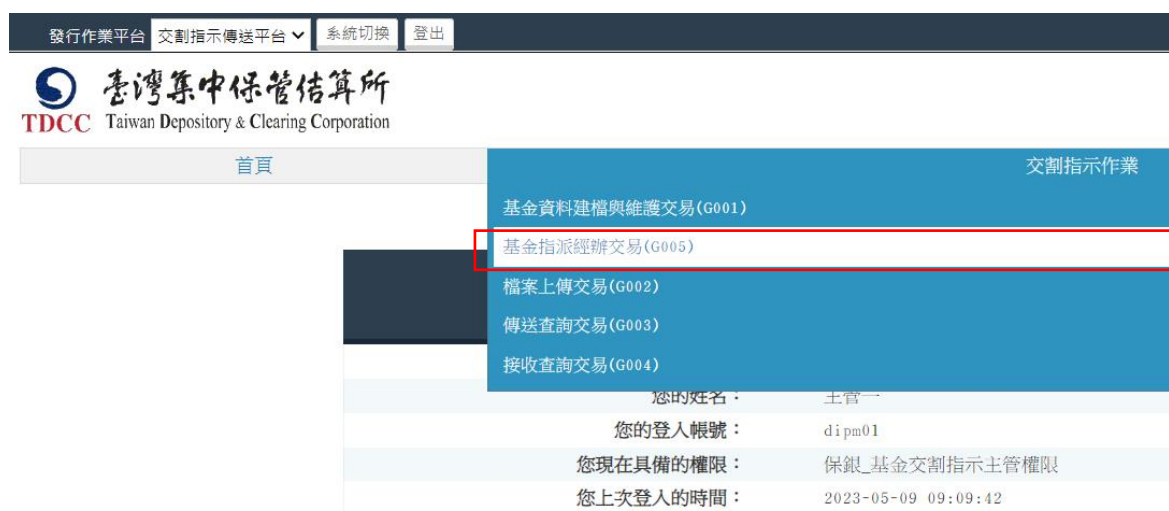 發行作業平台 交割指示傳送平台 系統切換 登出
臺灣集中保管結算所
TDCC Taiwan Depository & Clearing Corporation
首頁 交割指示作業
基金資料建檔與維護交易(G001)
基金指派經辦交易(G005)
檔案上傳交易(G002)
傳送查詢交易(G003)
接收查詢交易(G004)
您的姓名： 主管一
您的登入帳號： dipm01
您現在具備的權限： 保銀_基金交割指示主管權限
您上次登入的時間： 2023-05-09 09:09:42